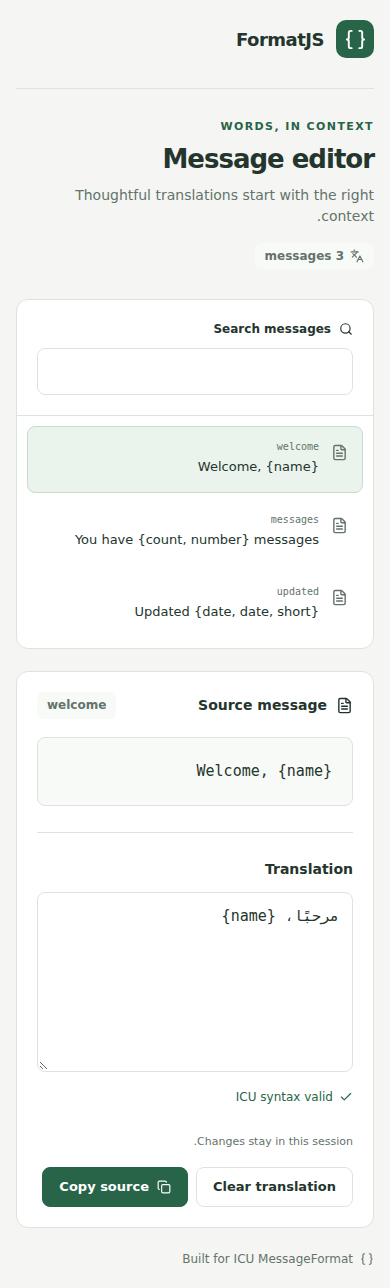 FormatJS
WORDS, IN CONTEXT
Message editor
Thoughtful translations start with the right
.context
messages 3
Search messages
welcome
Welcome, {name}
messages
You have {count, number} messages
updated
Updated {date, date, short}
Source message
welcome
Welcome, {name}
Translation
مرحبًا، {name}
ICU syntax valid
.Changes stay in this session
Clear translation
Copy source
Built for ICU MessageFormat